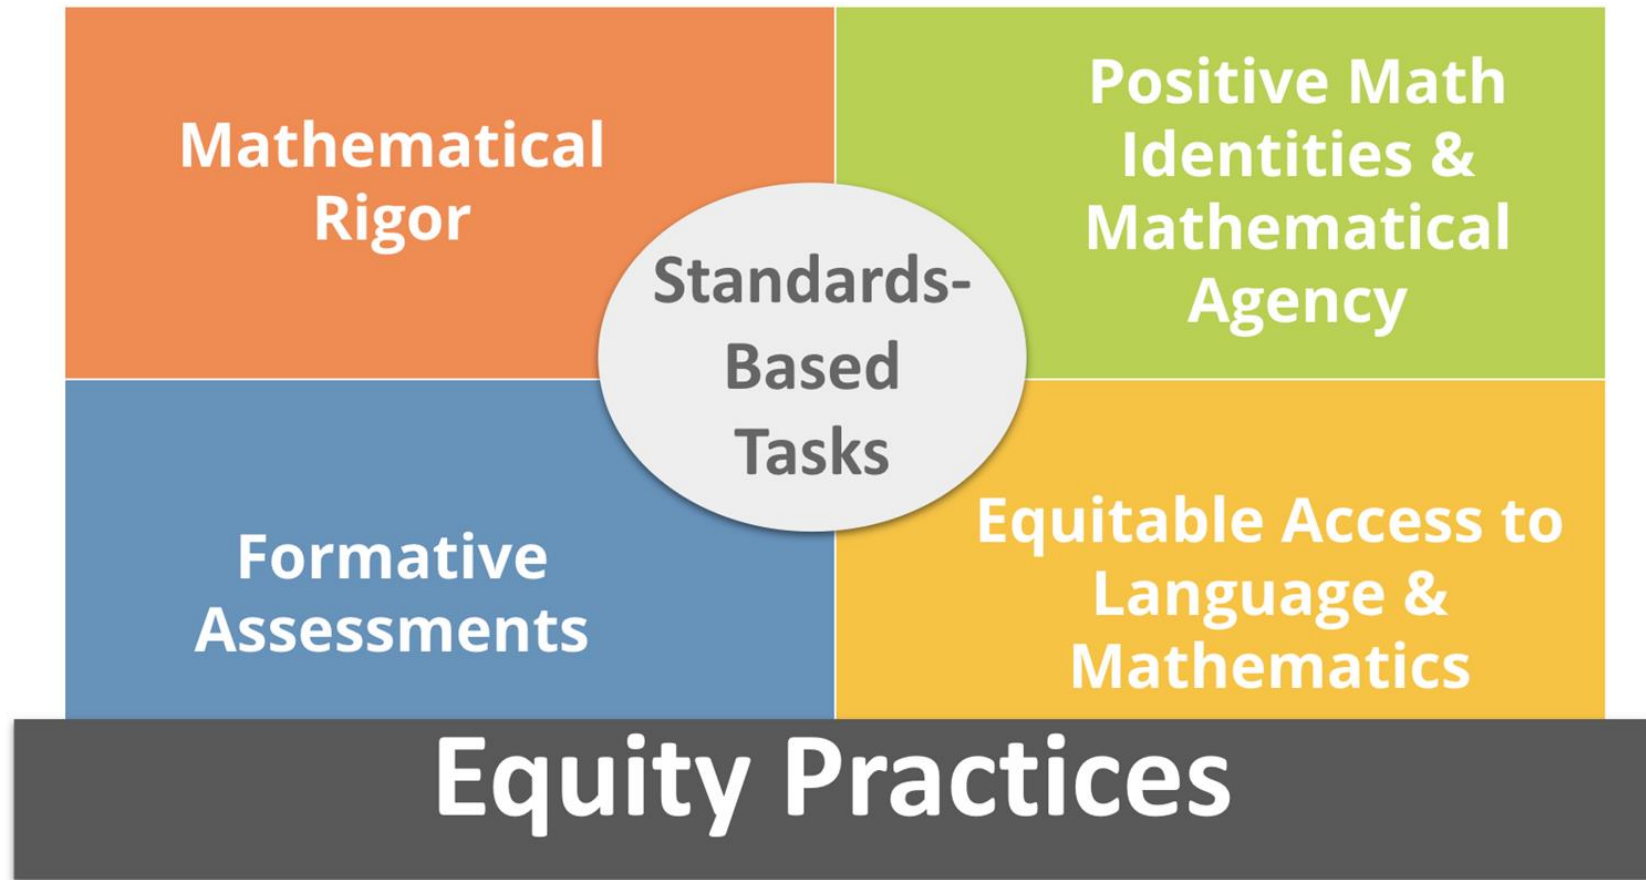 Mathematical
Rigor
Positive Math
Identities &
Mathematical
Agency
Standards-
Based
Tasks
Formative
Assessments
Equitable Access to
Language &
Mathematics
Equity Practices